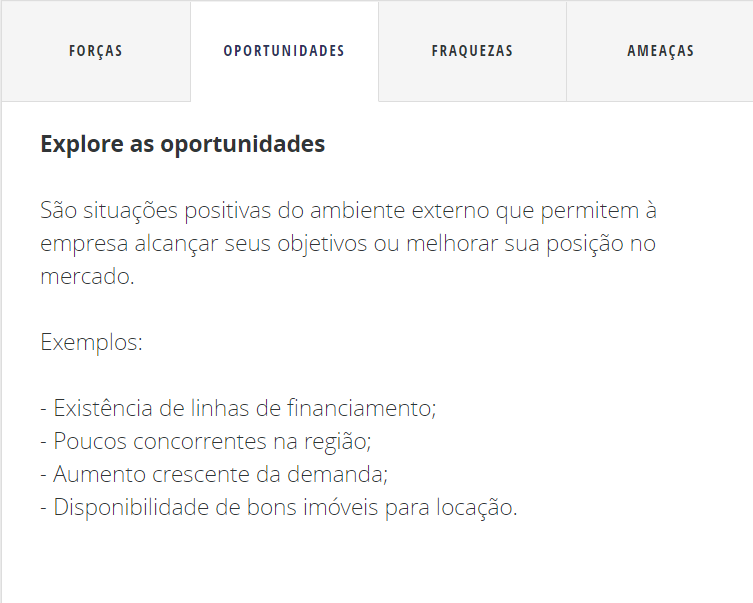 FORÇAS OPORTUNIDADES FRAQUEZAS AMEAÇAS
Explore as oportunidades
São situações positivas do ambiente externo que permitem à
empresa alcançar seus objetivos ou melhorar sua posição no
mercado.
Exemplos:
- Existência de linhas de financiamento;
- Poucos concorrentes na região;
- Aumento crescente da demanda;
- Disponibilidade de bons imóveis para locação.